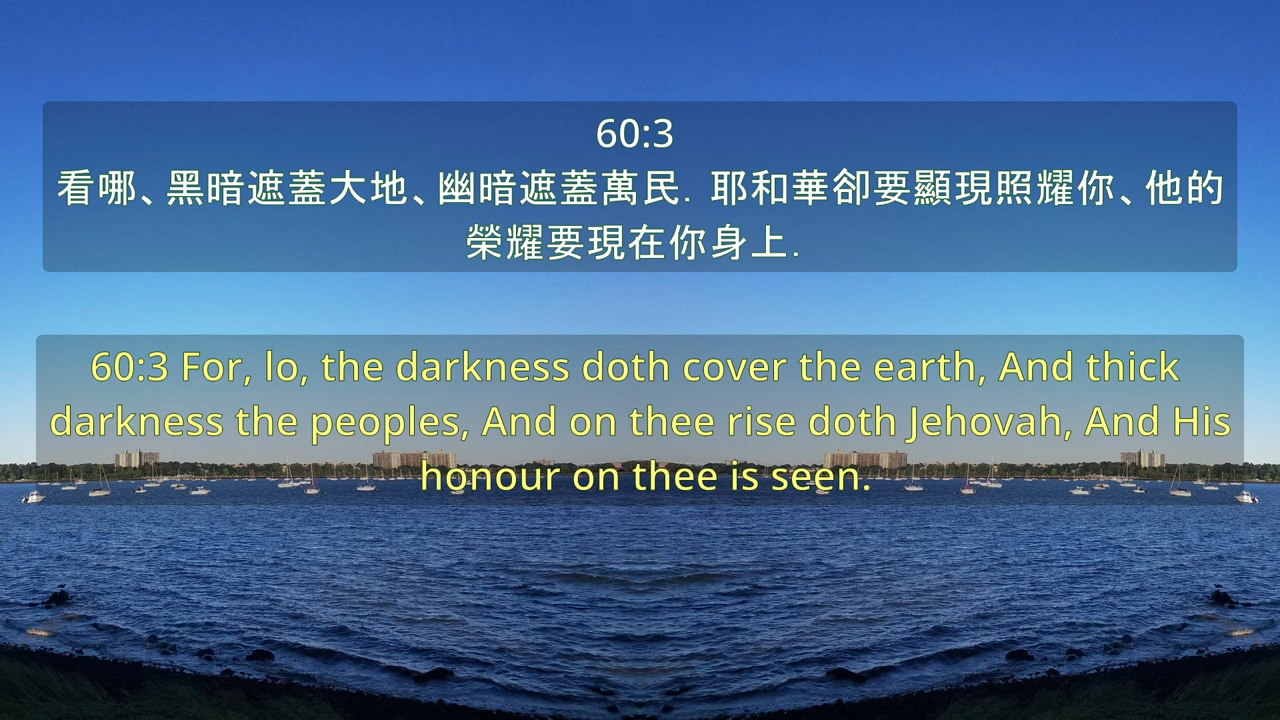 60:3
看哪、黑暗遮蓋大地、幽暗遮蓋萬民. 耶和華卻要顯現照耀你、他的
榮耀要現在你身上.
60:3 For, lo, the darkness doth cover the earth, And thick
darkness the peoples, And on thee rise doth Jehovah, And His
honour on thee is seen.